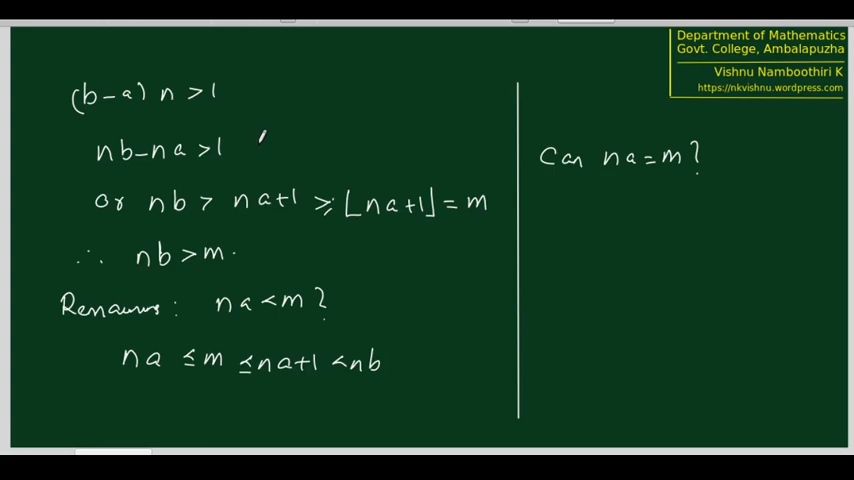 Department of Mathematics
Govt. College, Ambalapuzha
Vishnu Namboothiri K
https://nkvishnu.wordpress.com
(b-a) n > 1
nb-na > 1
or nb > na+1 ≥ ⌊na+1⌋ = m
∴ nb > m.
: na < m ?
na ≤ m ≤ na+1 < nb
Can na = m ?